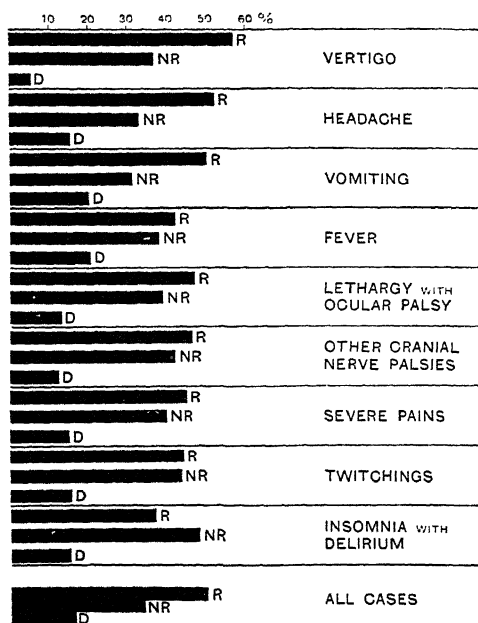 10 20 30 40 50 60 %
R
NR VERTIGO
D
R
NR HEADACHE
D
R
NR VOMITING
D
R
NR FEVER
D
R
NR LETHARGY WITH
OCULAR PALSY
D
R
NR OTHER CRANIAL
NERVE PALSIES
D
R
NR SEVERE PAINS
D
R
NR TWITCHINGS
D
R
NR INSOMNIA WITH
DELIRIUM
D
R
NR ALL CASES
D